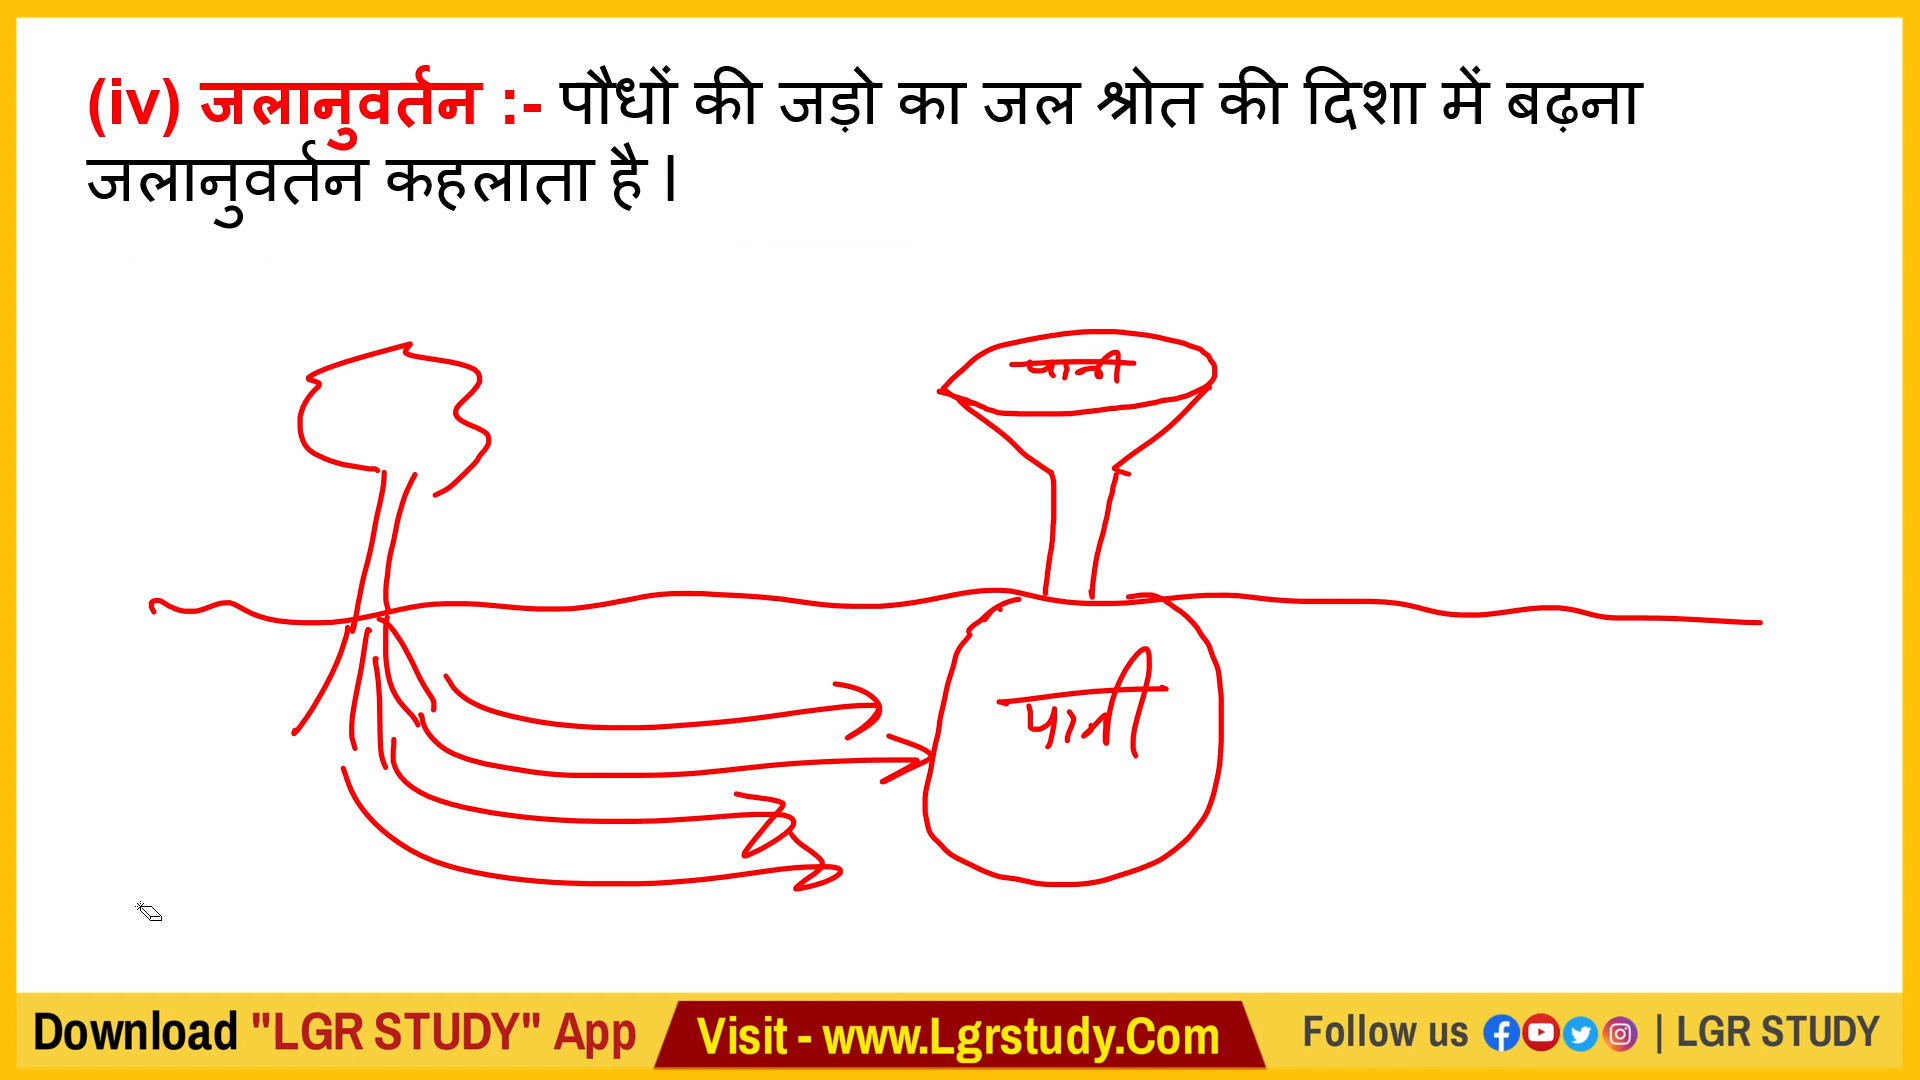 (iv) जलानुवर्तन :- पौधों की जड़ो का जल श्रोत की दिशा में बढ़ना
जलानुवर्तन कहलाता है l
पानी
पानी
Download "LGR STUDY" App
Visit - www.Lgrstudy.Com
Follow us | LGR STUDY